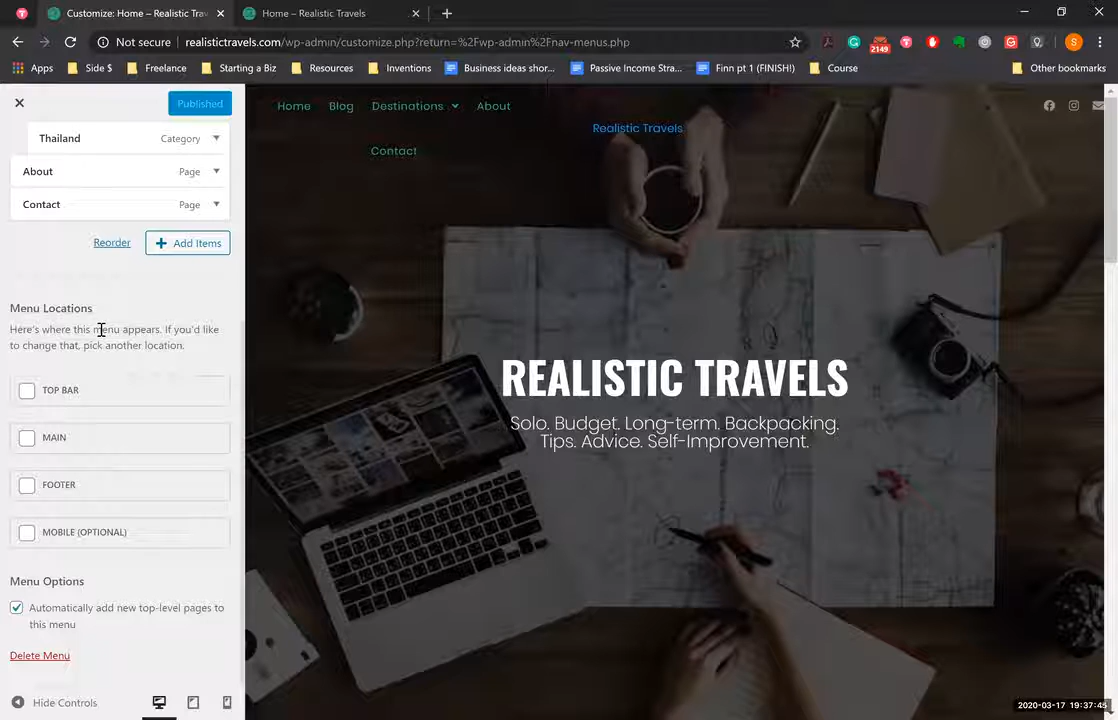 Customize: Home – Realistic Trav
Home – Realistic Travels
Not secure
realistictravels.com/wp-admin/customize.php?return=%2Fwp-admin%2Fnav-menus.php
2149
S
Apps
Side $
Freelance
Starting a Biz
Resources
Inventions
Business ideas shor...
Passive Income Stra...
Finn pt 1 (FINISH!)
Course
Other bookmarks
Published
Thailand
Category
About
Page
Contact
Page
Reorder
Add Items
Menu Locations
Here's where this menu appears. If you'd like
to change that, pick another location.
TOP BAR
MAIN
FOOTER
MOBILE (OPTIONAL)
Menu Options
Automatically add new top-level pages to
this menu
Delete Menu
Hide Controls
Home
Blog
Destinations
About
Realistic Travels
Contact
REALISTIC TRAVELS
Solo. Budget. Long-term. Backpacking.
Tips. Advice. Self-Improvement.
2020-03-17 19:37:45